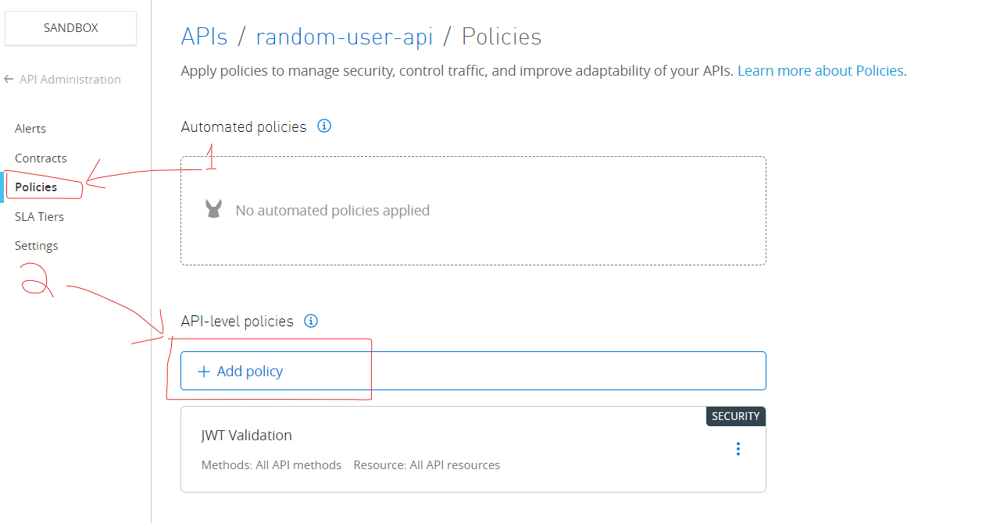 SANDBOX
← API Administration
Alerts
Contracts
Policies
SLA Tiers
Settings
2
APIs / random-user-api / Policies
Apply policies to manage security, control traffic, and improve adaptability of your APIs. Learn more about Policies.
Automated policies
1
No automated policies applied
API-level policies
+ Add policy
SECURITY
JWT Validation
Methods: All API methods Resource: All API resources